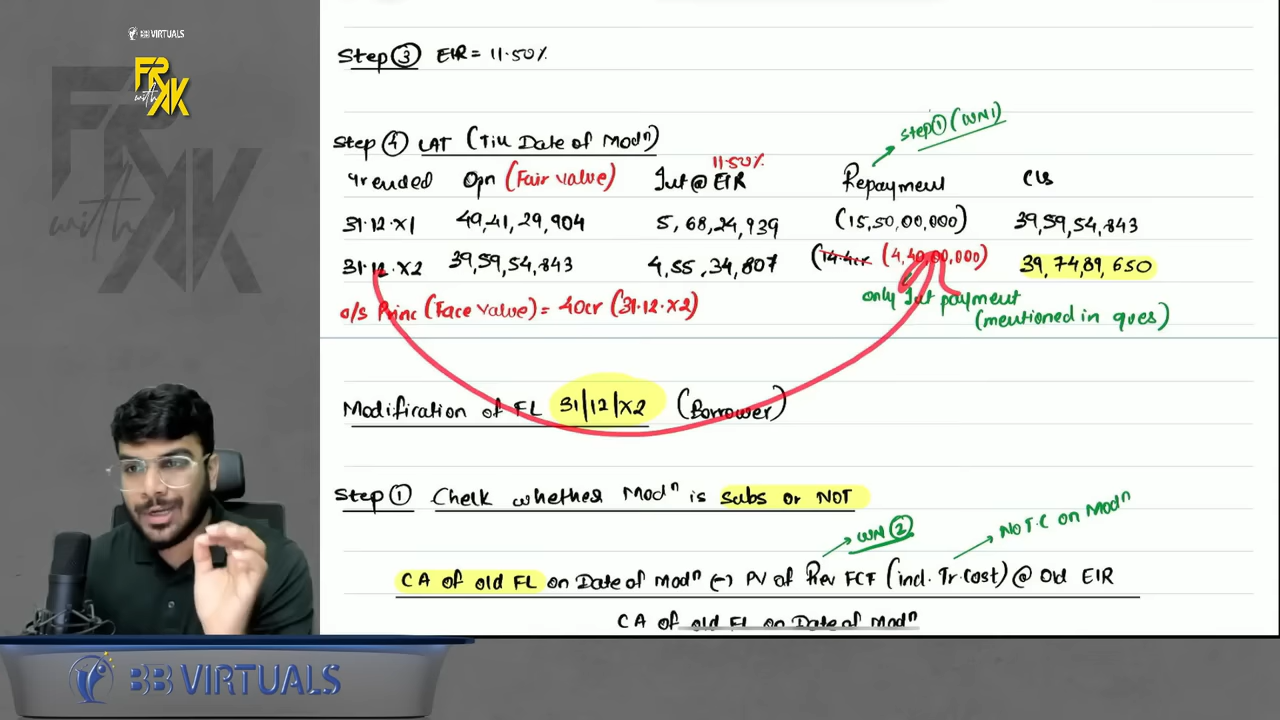 BB VIRTUALS
FR
with
AK
Step ③ EIR = 11.50%
Step ④ LAT (Till Date of Modⁿ)
11.50%
Step① (WN1)
Yrended Opn (Fair value) Int @ EIR Repayment Cls
31.12.X1 49,41,29,904 5,68,24,939 (15,50,00,000) 39,59,54,843
31.12.X2 39,59,54,843 4,55,34,807 (14.4cr (4,40,00,000) 39,74,89,650
o/s Princ (Face value) = 40cr (31.12.X2)
only Int payment
(mentioned in ques)
Modification of FL 31/12/X2 (Borrower)
Step ① Check whether Modⁿ is subs or NOT
WN②
No T.C on Modⁿ
CA of old FL on Date of Modⁿ (-) PV of Rev FCF (incl. Tr. Cost) @ Old EIR
CA of old FL on Date of Modⁿ
BB VIRTUALS